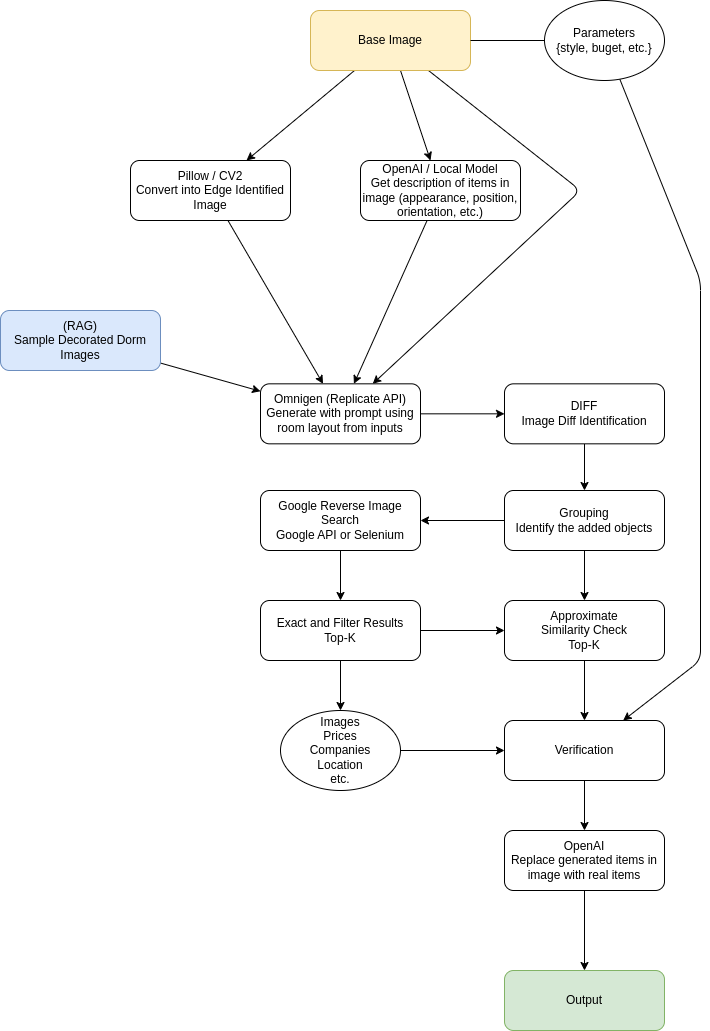 Base Image
Parameters
{style, buget, etc.}
Pillow / CV2
Convert into Edge Identified
Image
OpenAI / Local Model
Get description of items in
image (appearance, position,
orientation, etc.)
(RAG)
Sample Decorated Dorm
Images
Omnigen (Replicate API)
Generate with prompt using
room layout from inputs
DIFF
Image Diff Identification
Google Reverse Image
Search
Google API or Selenium
Grouping
Identify the added objects
Exact and Filter Results
Top-K
Approximate
Similarity Check
Top-K
Images
Prices
Companies
Location
etc.
Verification
OpenAI
Replace generated items in
image with real items
Output